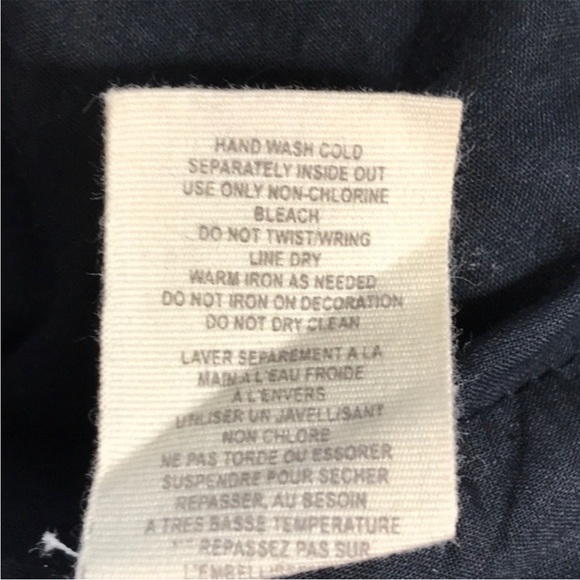 HAND WASH COLD
SEPARATELY INSIDE OUT
USE ONLY NON-CHLORINE
BLEACH
DO NOT TWIST/WRING
LINE DRY
WARM IRON AS NEEDED
DO NOT IRON ON DECORATION
DO NOT DRY CLEAN
LAVER SEPAREMENT A LA
MAIN A L'EAU FROIDE
A L'ENVERS
UTILISER UN JAVELLISANT
NON CHLORE
NE PAS TORDE OU ESSORER
SUSPENDRE POUR SECHER
REPASSER, AU BESOIN
A TRES BASSE TEMPERATURE
REPASSEZ PAS SUR